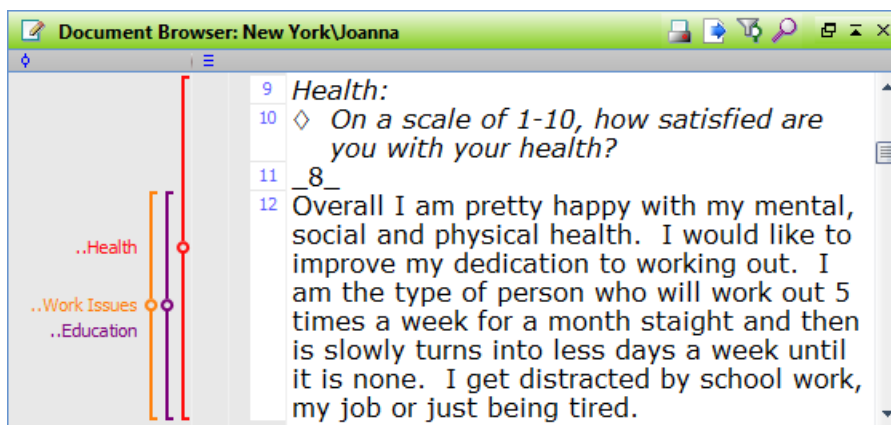 Document Browser: New York\Joanna
9 Health:
10 ◊ On a scale of 1-10, how satisfied are
you with your health?
11 _8_
12 Overall I am pretty happy with my mental,
social and physical health.  I would like to
improve my dedication to working out.  I
am the type of person who will work out 5
times a week for a month staight and then
is slowly turns into less days a week until
it is none.  I get distracted by school work,
my job or just being tired.
..Health
..Work Issues
..Education